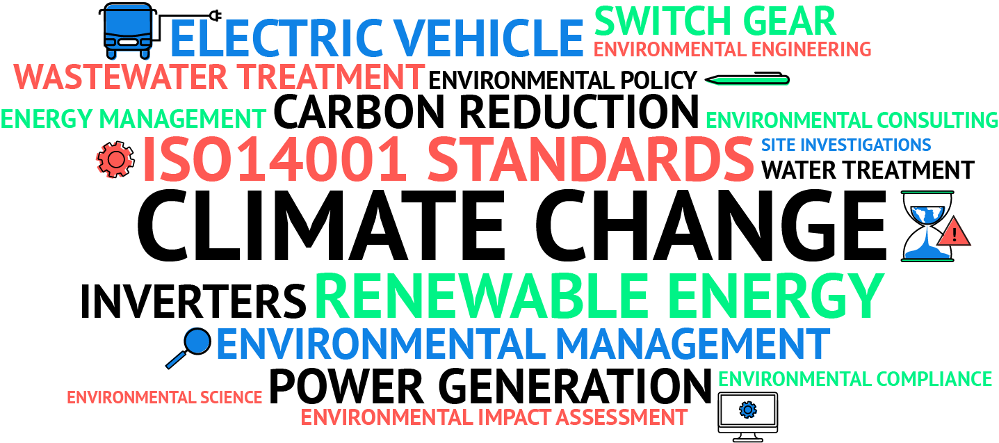 ELECTRIC VEHICLE
SWITCH GEAR
ENVIRONMENTAL ENGINEERING
WASTEWATER TREATMENT
ENVIRONMENTAL POLICY
ENERGY MANAGEMENT
CARBON REDUCTION
ENVIRONMENTAL CONSULTING
ISO14001 STANDARDS
SITE INVESTIGATIONS
WATER TREATMENT
CLIMATE CHANGE
!
INVERTERS
RENEWABLE ENERGY
ENVIRONMENTAL MANAGEMENT
ENVIRONMENTAL SCIENCE
POWER GENERATION
ENVIRONMENTAL COMPLIANCE
ENVIRONMENTAL IMPACT ASSESSMENT